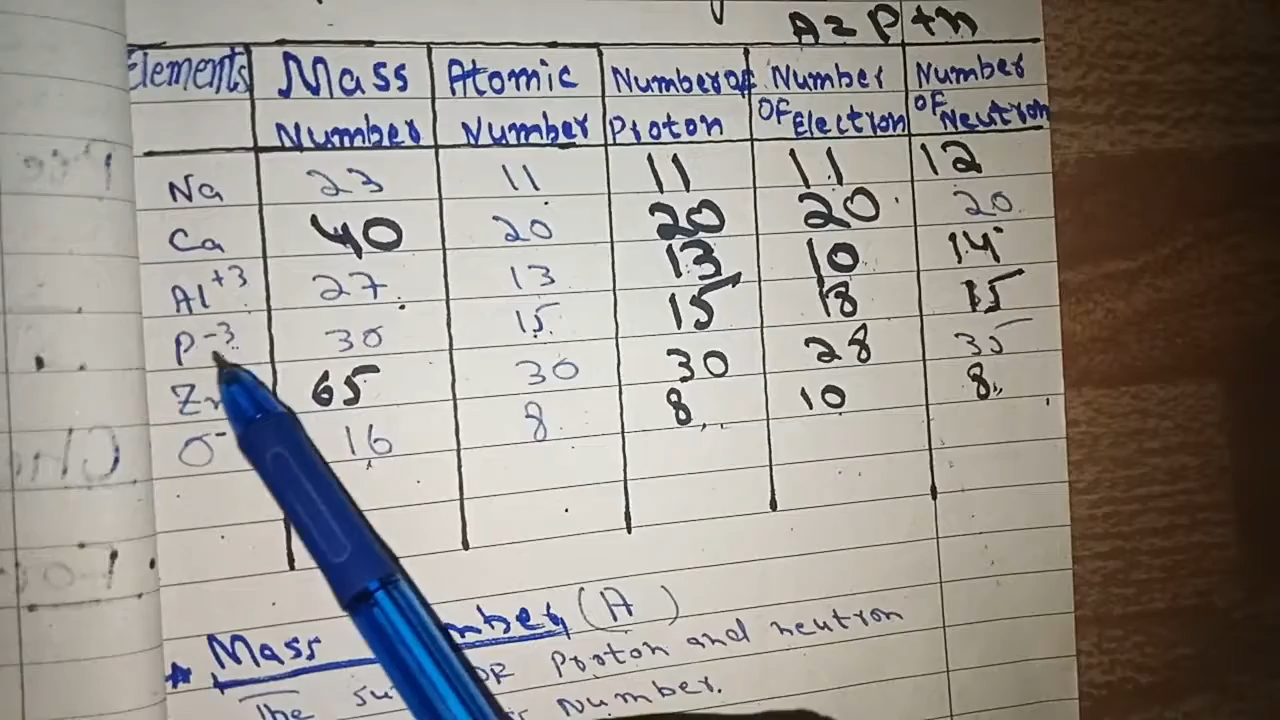 A = P + n
Elements Mass Number Atomic Number Number of Proton Number OF Electron Number OF Neutron
Na 23 11 11 11 12
Ca 40 20 20 20 20
Al+3 27 13 13 10 14
P-3 30 15 15 18 15
65 30 30 28 35
16 8 8 10 8
Mass (A)
The Proton and neutron
Number.